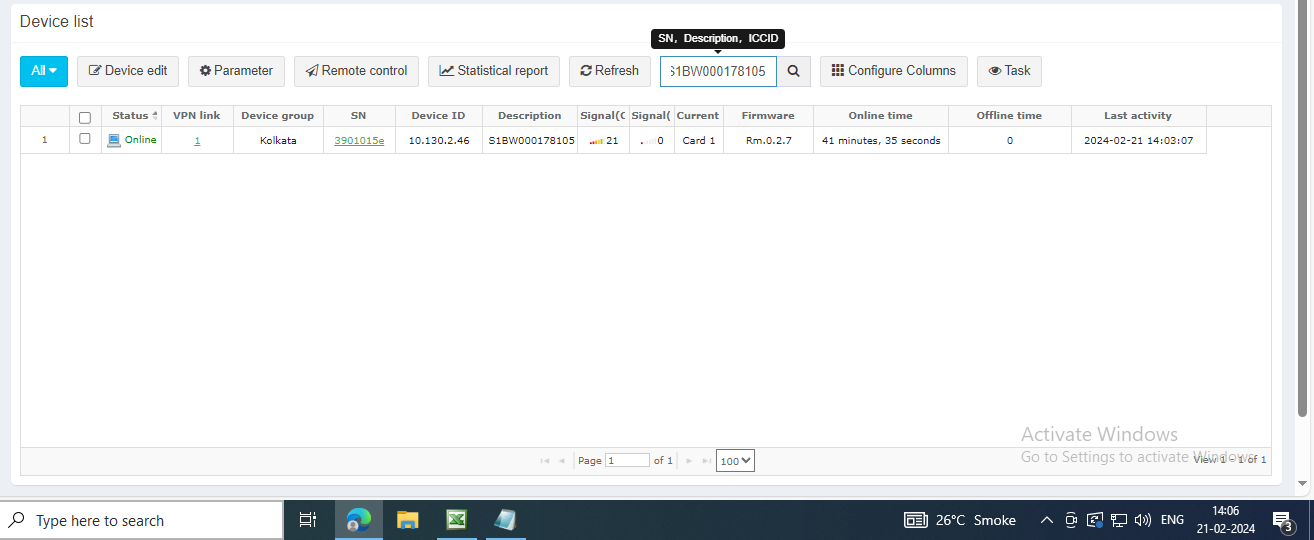 Device list
SN, Description, ICCID
All Device edit Parameter Remote control Statistical report Refresh S1BW000178105 Configure Columns Task
Status VPN link Device group SN Device ID Description Signal(C Signal( Current Firmware Online time Offline time Last activity
1 Online 1 Kolkata 3901015e 10.130.2.46 S1BW000178105 21 0 Card 1 Rm.0.2.7 41 minutes, 35 seconds 0 2024-02-21 14:03:07
Activate Windows
Go to Settings to activate Windows.
Page 1 of 1 100 View 1 - 1 of 1
Type here to search 26°C Smoke ENG 14:06
21-02-2024 3